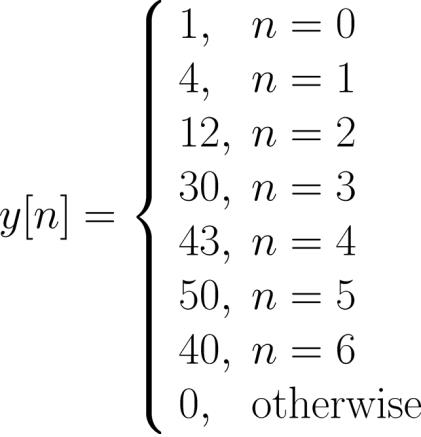 1, n = 0
4, n = 1
12, n = 2
30, n = 3
y[n] = { 43, n = 4
50, n = 5
40, n = 6
0, otherwise